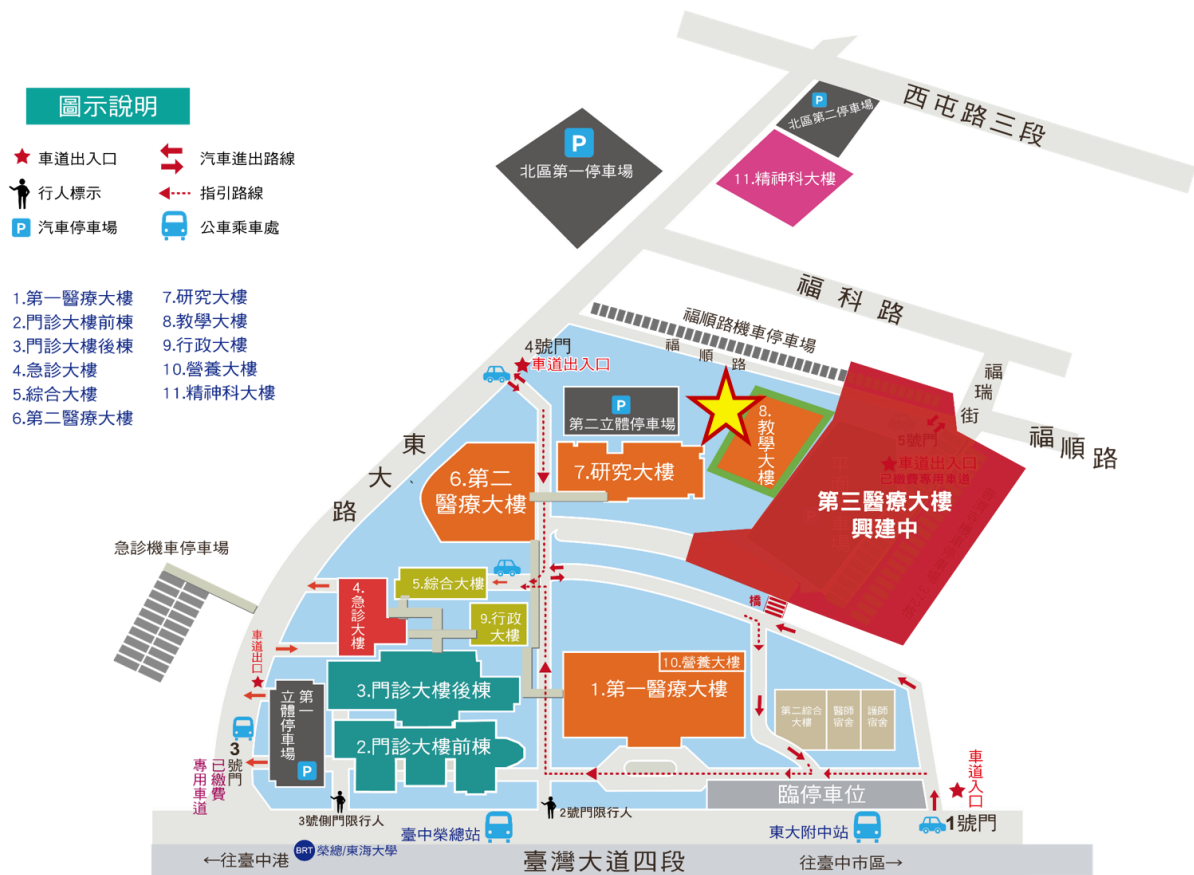 圖示說明
車道出入口
汽車進出路線
行人標示
指引路線
P
汽車停車場
公車乘車處
1.第一醫療大樓
7.研究大樓
2.門診大樓前棟
8.教學大樓
3.門診大樓後棟
9.行政大樓
4.急診大樓
10.營養大樓
5.綜合大樓
11.精神科大樓
6.第二醫療大樓
西屯路三段
P
北區第二停車場
P
北區第一停車場
11.精神科大樓
福科路
福順路機車停車場
福順路
福瑞街
福順路
4號門
車道出入口
P
第二立體停車場
8.教學大樓
5號門
車道出入口
已繳費專用車道
第三醫療大樓
興建中
7.研究大樓
6.第二
醫療大樓
東大路
急診機車停車場
5.綜合大樓
4.急診大樓
9.行政
大樓
橋
車道出口
10.營養大樓
1.第一醫療大樓
3.門診大樓後棟
第一
立體停車場
P
2.門診大樓前棟
第二綜合
大樓
醫師
宿舍
護師
宿舍
3號門
已繳費
專用車道
臨停車位
車道入口
1號門
3號側門限行人
2號門限行人
臺中榮總站
東大附中站
BRT
榮總/東海大學
←往臺中港
臺灣大道四段
往臺中市區→